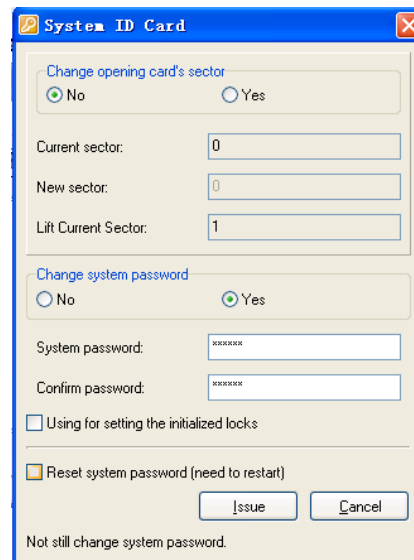 System ID Card
Change opening card's sector
No Yes
Current sector: 0
New sector: 0
Lift Current Sector: 1
Change system password
No Yes
System password: ******
Confirm password: ******
Using for setting the initialized locks
Reset system password (need to restart)
Issue Cancel
Not still change system password.